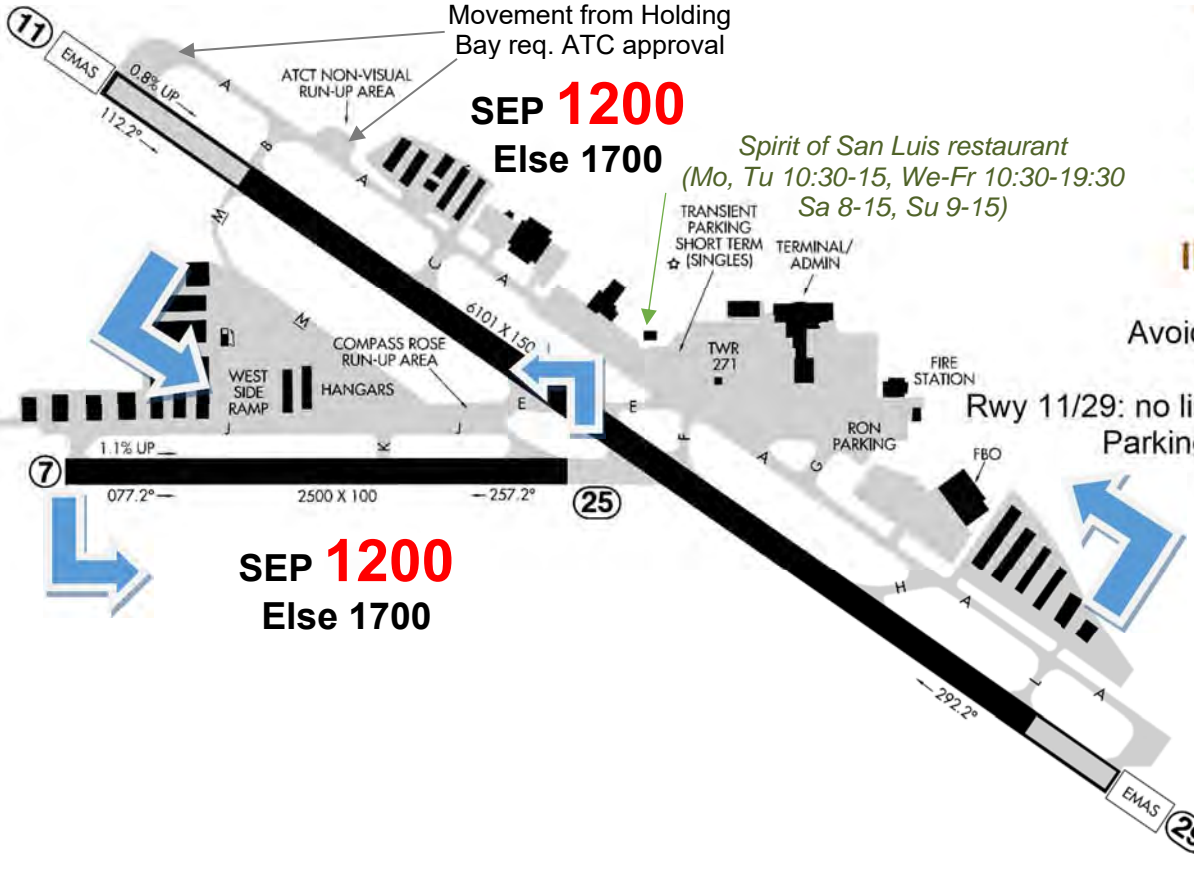 Movement from Holding
Bay req. ATC approval
11
EMAS
0.8% UP
112.2°
A
ATCT NON-VISUAL
RUN-UP AREA
SEP 1200
Else 1700
Spirit of San Luis restaurant
(Mo, Tu 10:30-15, We-Fr 10:30-19:30
Sa 8-15, Su 9-15)
B
A
M
C
A
TRANSIENT
PARKING
SHORT TERM
(SINGLES)
TERMINAL/
ADMIN
6101 X 150
M
COMPASS ROSE
RUN-UP AREA
TWR
271
Avoid
FIRE
STATION
WEST
SIDE
RAMP
HANGARS
E
E
Rwy 11/29: no li
Parking
RON
PARKING
J
K
J
F
A
G
FBO
1.1% UP
7
077.2°
2500 X 100
257.2°
25
SEP 1200
Else 1700
H
A
L
A
292.2°
EMAS
29